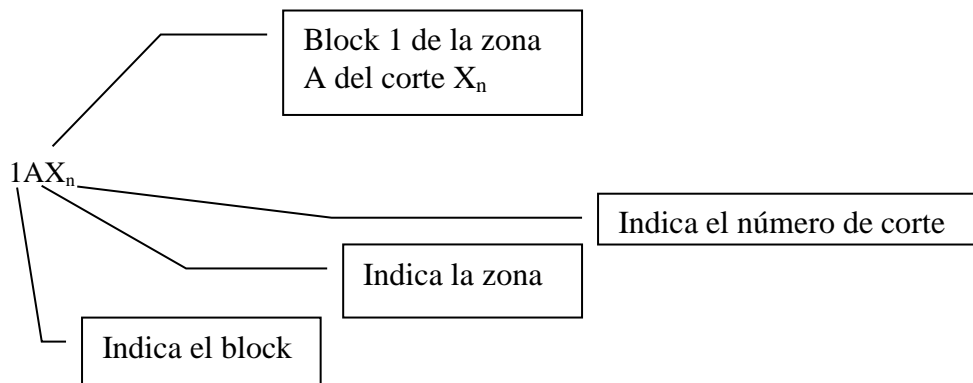 Block 1 de la zona
A del corte Xₙ
1AXₙ
Indica el número de corte
Indica la zona
Indica el block